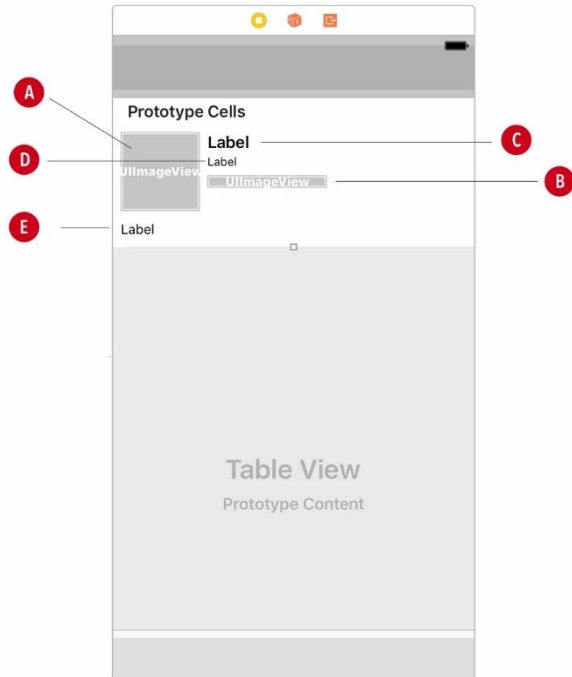 Prototype Cells
A
Label
C
D
Label
UIImageView
UIImageView
B
E
Label
Table View
Prototype Content